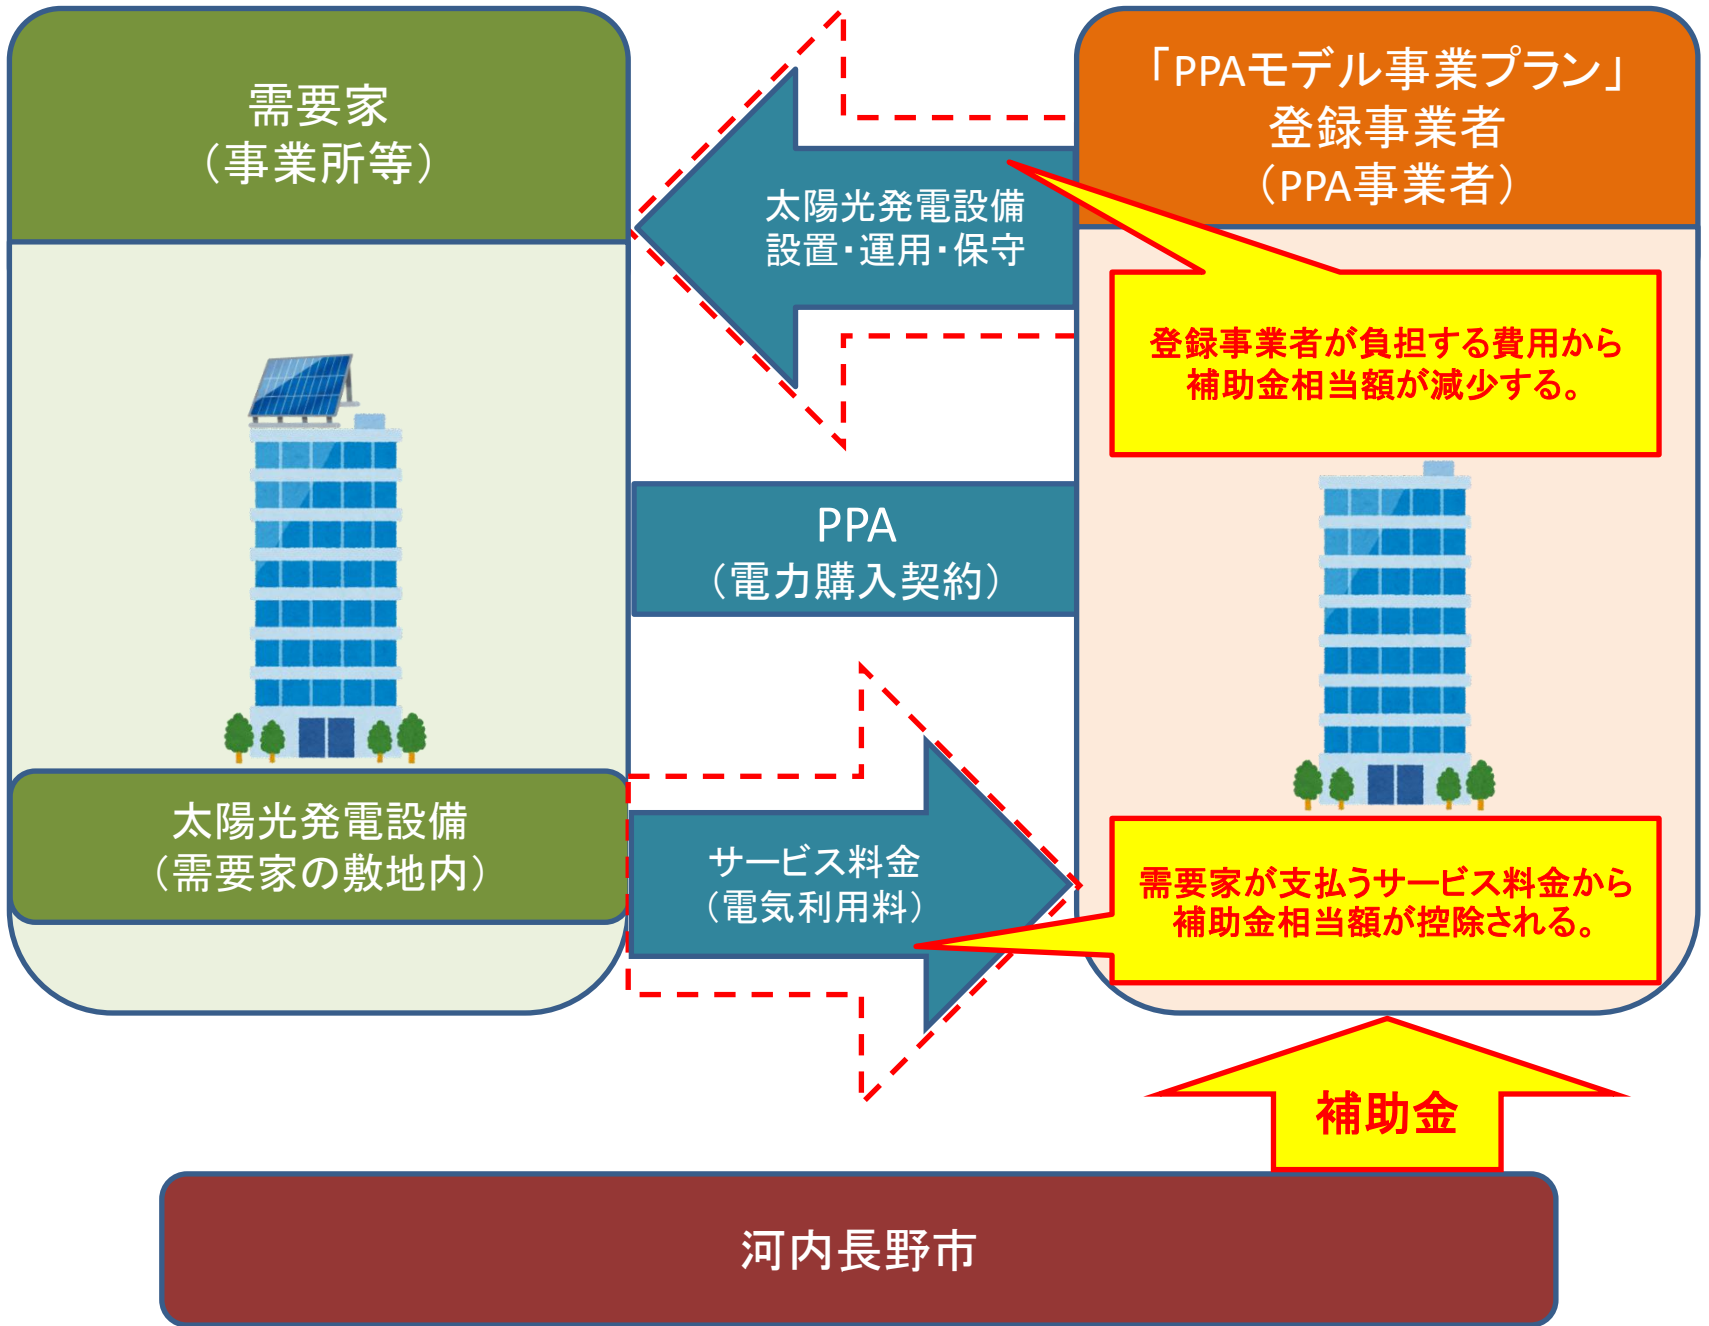 需要家
（事業所等）
「PPAモデル事業プラン」
登録事業者
（PPA事業者）
太陽光発電設備
設置・運用・保守
登録事業者が負担する費用から
補助金相当額が減少する。
PPA
（電力購入契約）
太陽光発電設備
（需要家の敷地内）
サービス料金
（電気利用料）
需要家が支払うサービス料金から
補助金相当額が控除される。
補助金
河内長野市